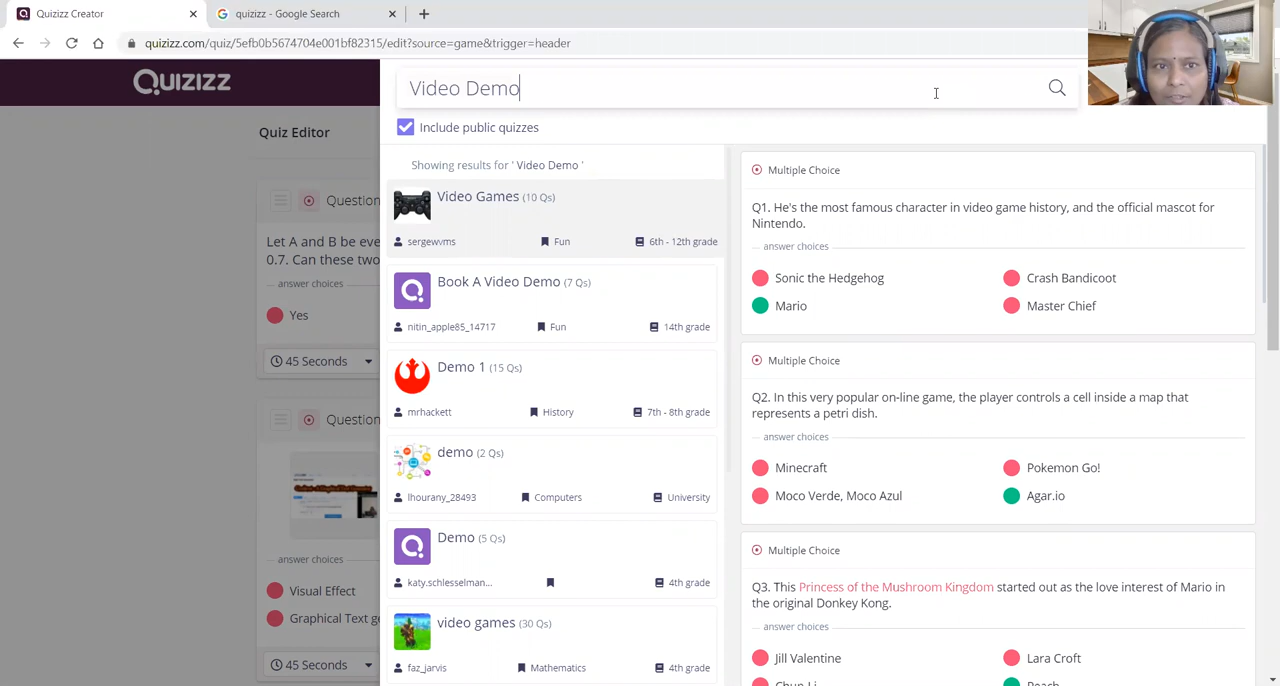 Quizizz Creator
quizizz - Google Search
quizizz.com/quiz/5efb0b5674704e001bf82315/edit?source=game&trigger=header
Quizizz
Video Demo
Include public quizzes
Quiz Editor
Question
Let A and B be eve
0.7. Can these two
answer choices
Yes
45 Seconds
Question
answer choices
Visual Effect
Graphical Text ge
45 Seconds
Showing results for ' Video Demo '
Video Games (10 Qs)
sergewvms Fun 6th - 12th grade
Book A Video Demo (7 Qs)
nitin_apple85_14717 Fun 14th grade
Demo 1 (15 Qs)
mrhackett History 7th - 8th grade
demo (2 Qs)
lhourany_28493 Computers University
Demo (5 Qs)
katy.schlesselman... 4th grade
video games (30 Qs)
faz_jarvis Mathematics 4th grade
Multiple Choice
Q1. He's the most famous character in video game history, and the official mascot for
Nintendo.
answer choices
Sonic the Hedgehog Crash Bandicoot
Mario Master Chief
Multiple Choice
Q2. In this very popular on-line game, the player controls a cell inside a map that
represents a petri dish.
answer choices
Minecraft Pokemon Go!
Moco Verde, Moco Azul Agar.io
Multiple Choice
Q3. This Princess of the Mushroom Kingdom started out as the love interest of Mario in
the original Donkey Kong.
answer choices
Jill Valentine Lara Croft
Chun-Li Peach